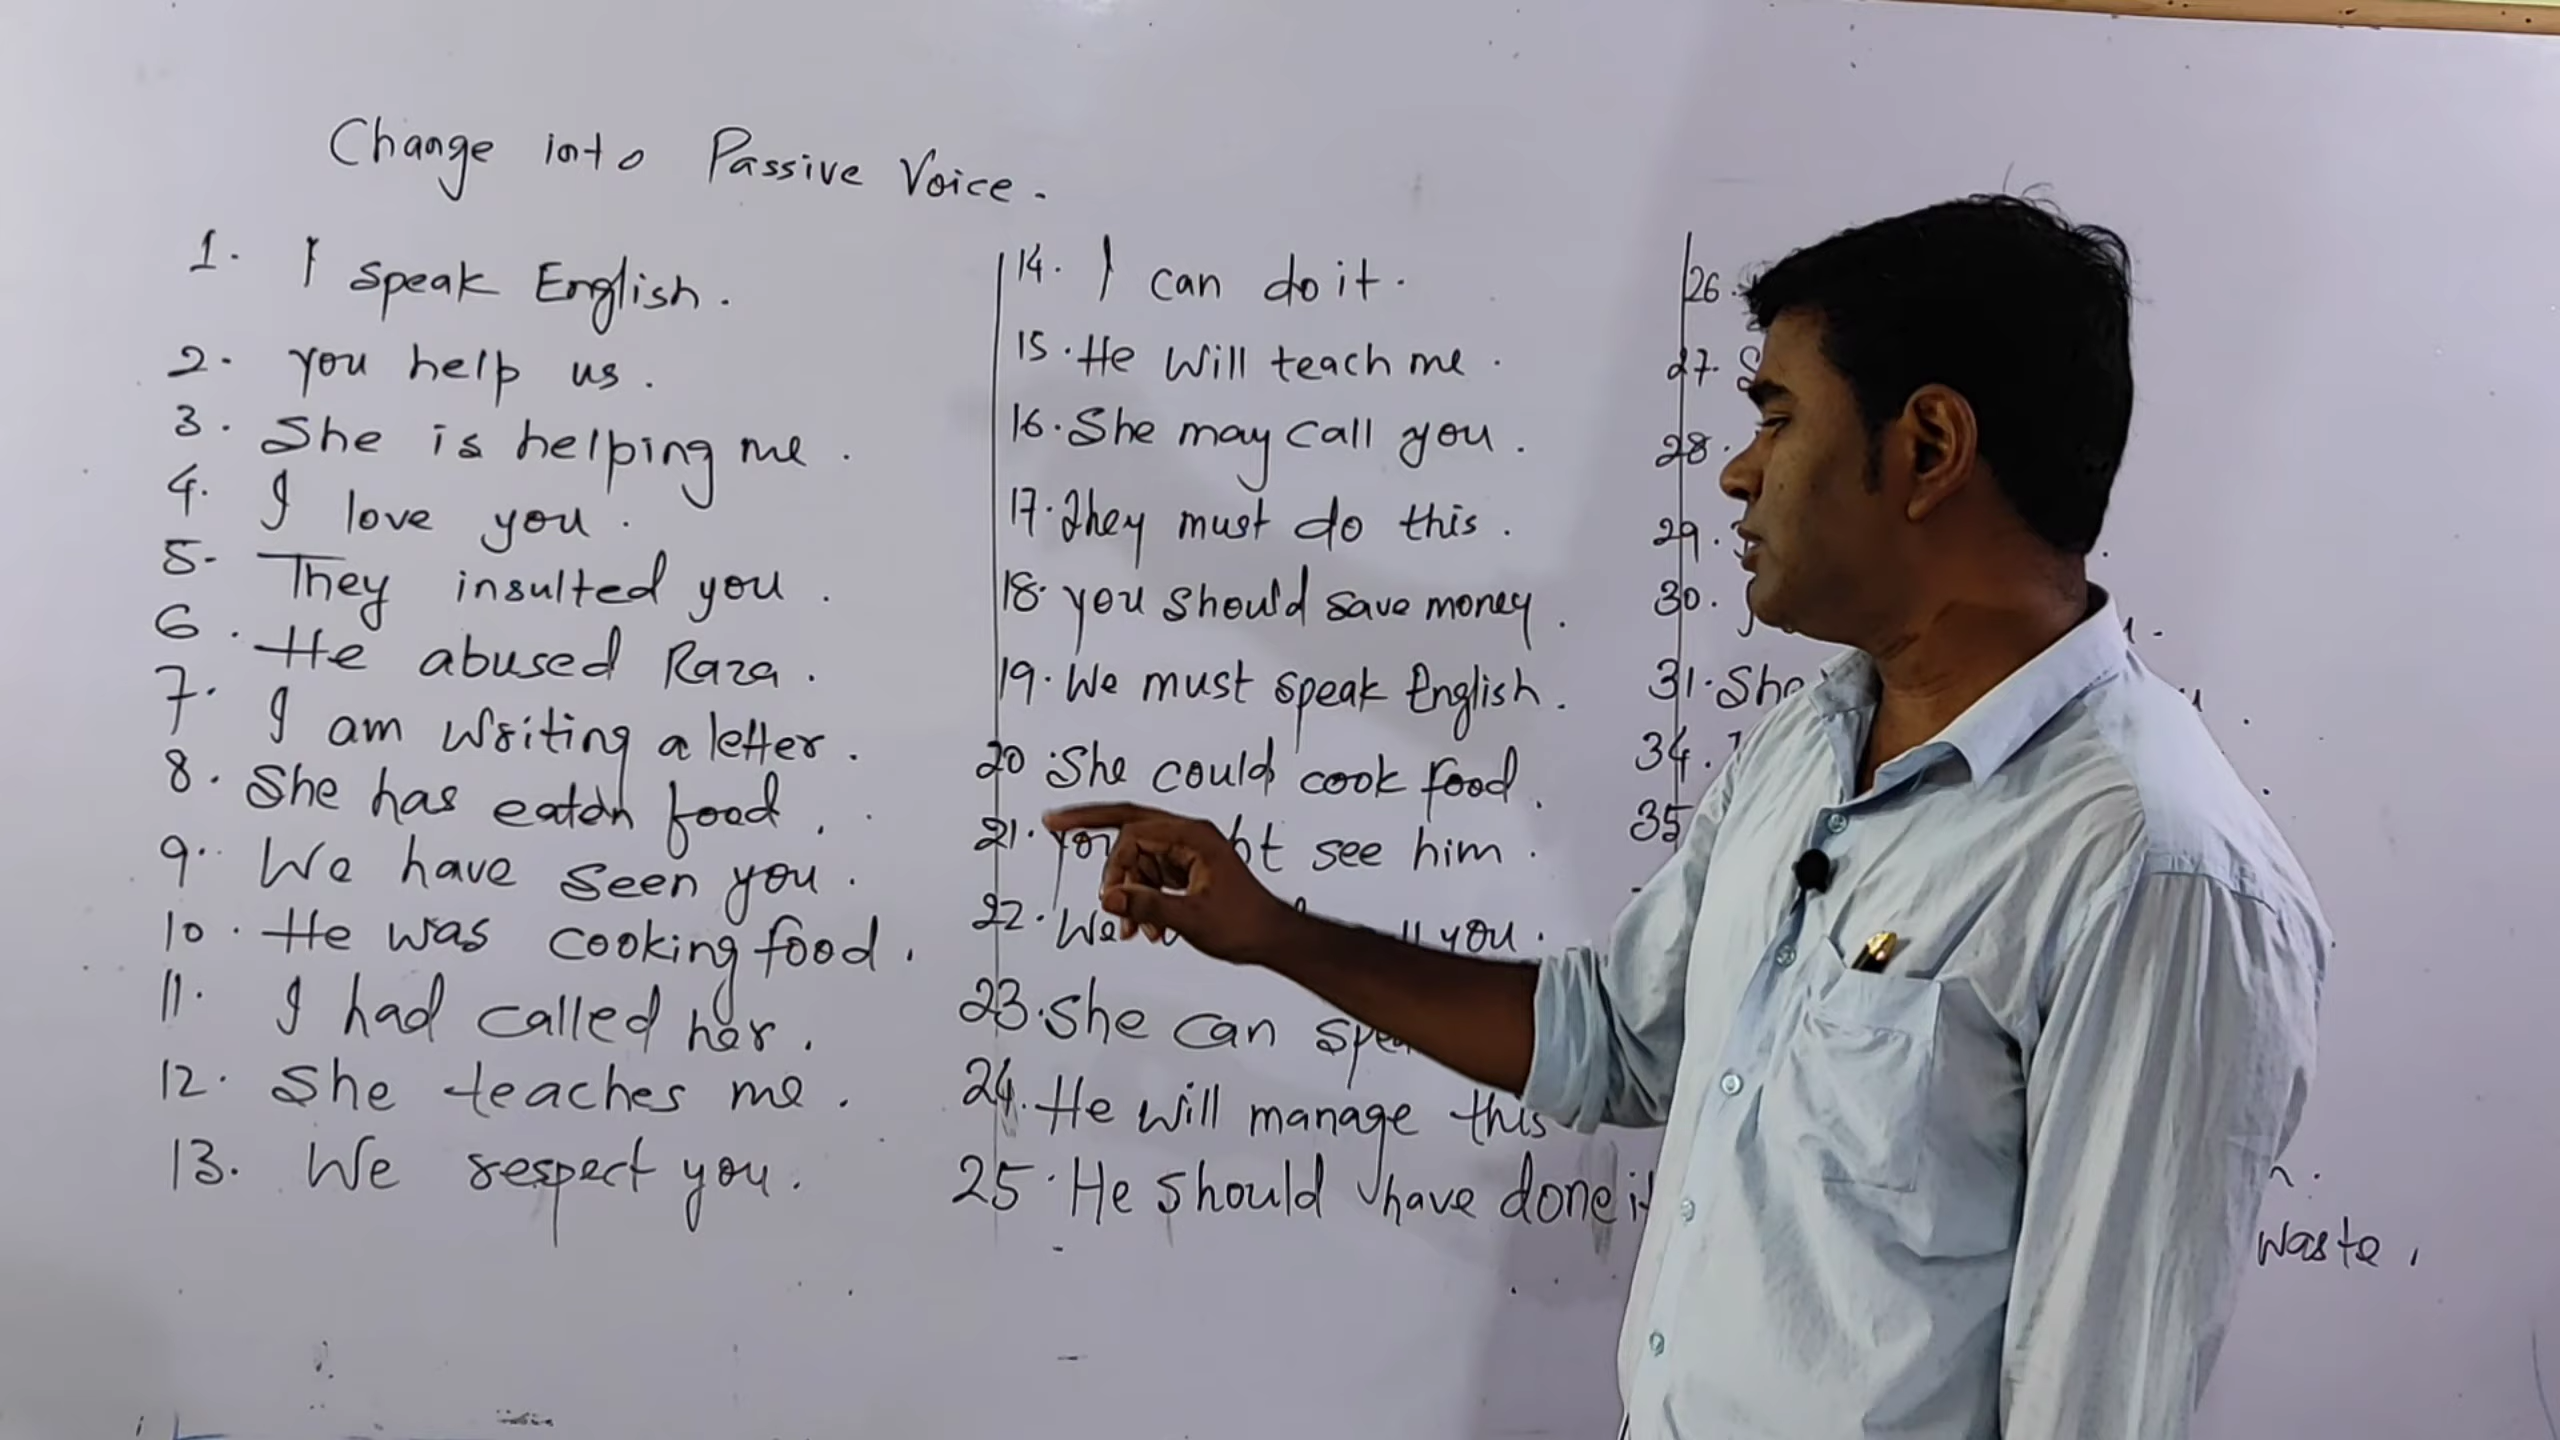 Change into Passive Voice.
1. I speak English.
2. you help us.
3. She is helping me.
4. I love you.
5. They insulted you.
6. He abused Raza.
7. I am writing a letter.
8. She has eaten food.
9. We have seen you.
10. He was cooking food.
11. I had called her.
12. She teaches me.
13. We respect you.
14. I can do it.
15. He will teach me.
16. She may call you.
17. They must do this.
18. you should save money.
19. We must speak English.
20. She could cook food.
21. see him.
22. We you.
23. She can
24. He will manage this
25. He should have done it
26.
27.
28.
29.
30.
31. She
34.
35
waste.